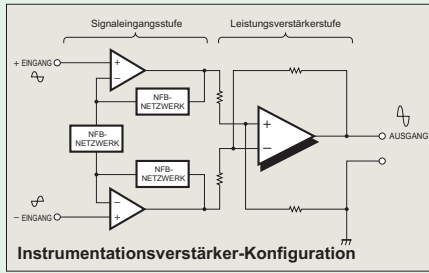 Signaleingangsstufe
Leistungsverstärkerstufe
+ EINGANG
+
−
NFB-
NETZWERK
NFB-
NETZWERK
NFB-
NETZWERK
+
−
AUSGANG
−
+
− EINGANG
Instrumentationsverstärker-Konfiguration